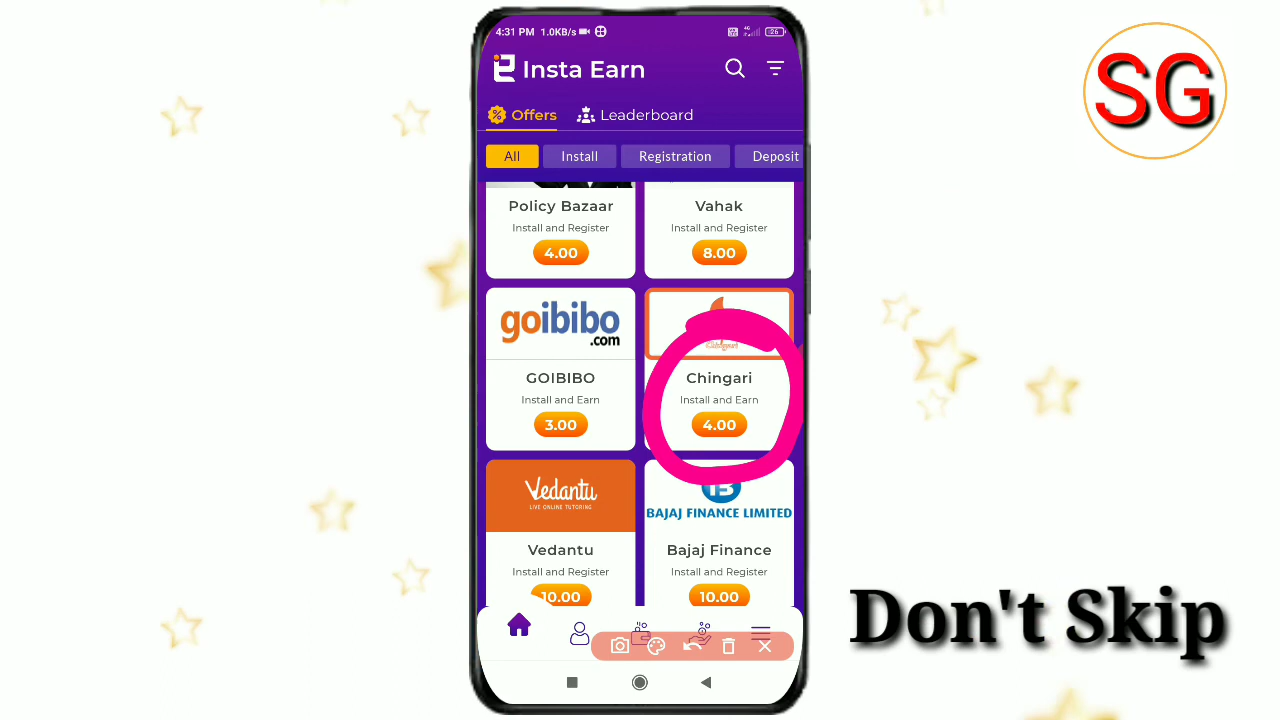 4:31 PM 1.0KB/s
4G
26
Insta Earn
SG
Offers
Leaderboard
All
Install
Registration
Deposit
Policy Bazaar
Install and Register
4.00
Vahak
Install and Register
8.00
goibibo
.com
GOIBIBO
Install and Earn
3.00
Chingari
Install and Earn
4.00
Vedantu
LIVE ONLINE TUTORING
Vedantu
Install and Register
10.00
B
BAJAJ FINANCE LIMITED
Bajaj Finance
Install and Register
10.00
Don't Skip